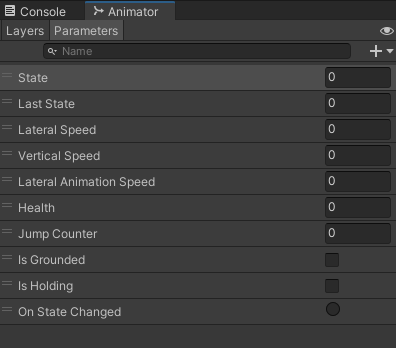 Console Animator
Layers Parameters
Name
State 0
Last State 0
Lateral Speed 0
Vertical Speed 0
Lateral Animation Speed 0
Health 0
Jump Counter 0
Is Grounded
Is Holding
On State Changed